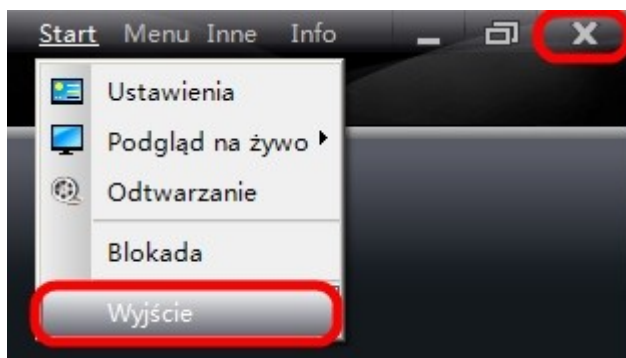 Start Menu Inne Info
Ustawienia
Podgląd na żywo
Odtwarzanie
Blokada
Wyjście